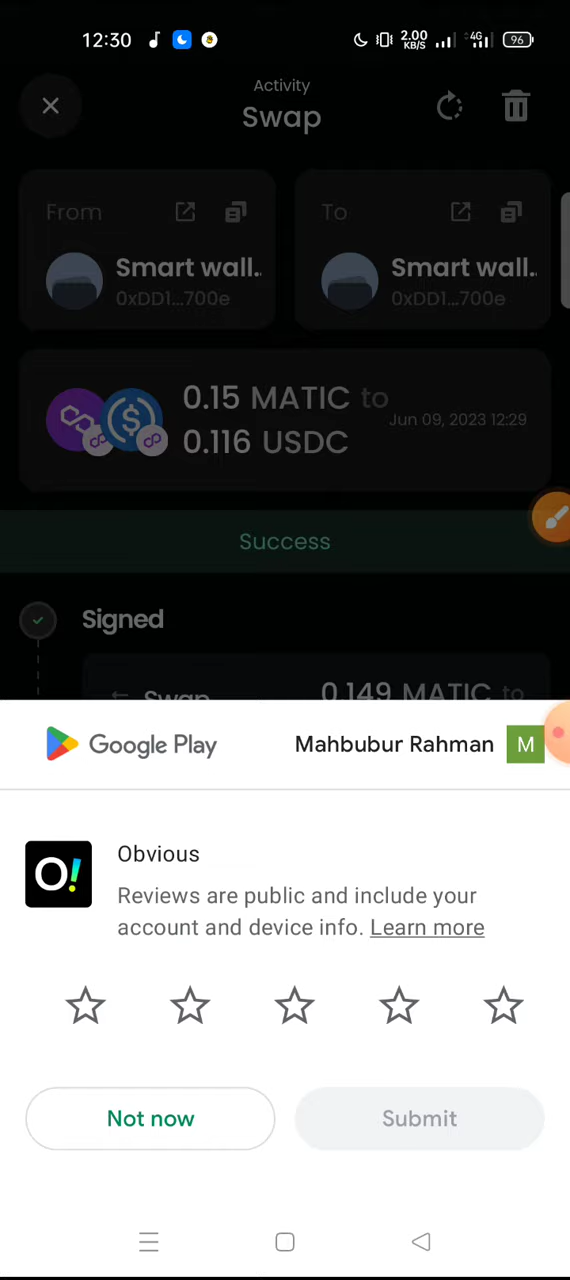 12:30 2.00 KB/S 4G 96
Activity
Swap
From
To
Smart wall..
0xDD1...700e
Smart wall..
0xDD1...700e
0.15 MATIC to
0.116 USDC
Jun 09, 2023 12:29
Success
Signed
Swap
0.149 MATIC to
Google Play
Mahbubur Rahman M
O!
Obvious
Reviews are public and include your
account and device info. Learn more
Not now
Submit